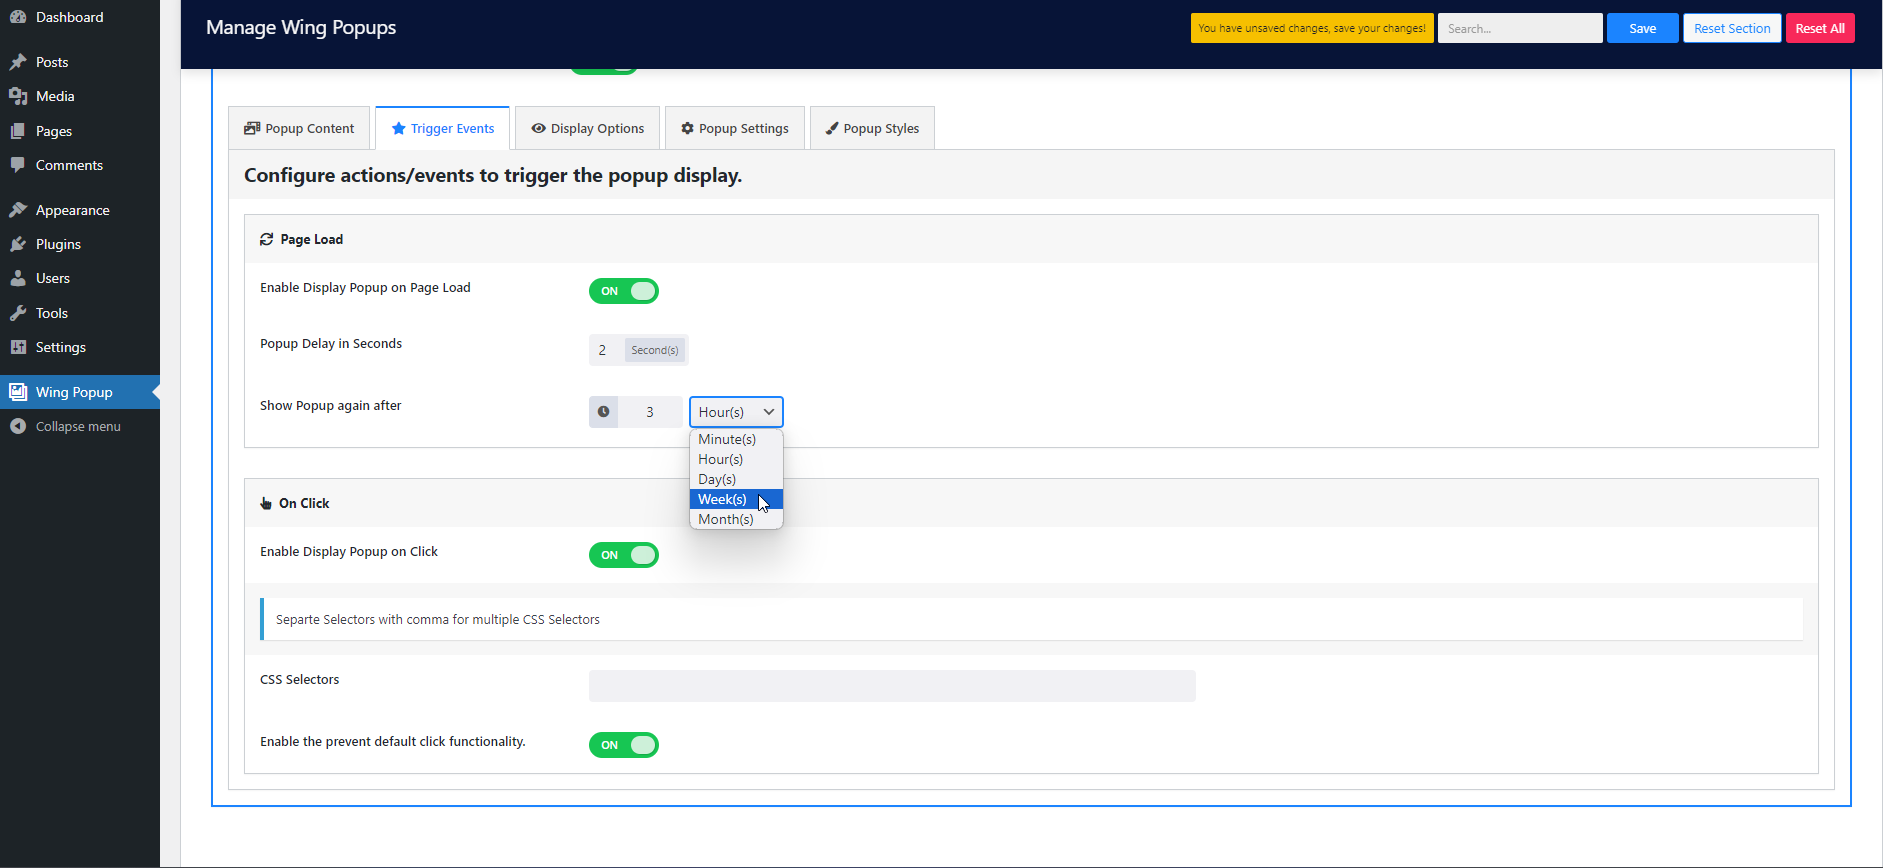 Dashboard
Posts
Media
Pages
Comments
Appearance
Plugins
Users
Tools
Settings
Wing Popup
Collapse menu
Manage Wing Popups
You have unsaved changes, save your changes!
Search...
Save
Reset Section
Reset All
Popup Content
Trigger Events
Display Options
Popup Settings
Popup Styles
Configure actions/events to trigger the popup display.
Page Load
Enable Display Popup on Page Load
ON
Popup Delay in Seconds
2 Second(s)
Show Popup again after
3 Hour(s)
Minute(s)
Hour(s)
Day(s)
Week(s)
Month(s)
On Click
Enable Display Popup on Click
ON
Separte Selectors with comma for multiple CSS Selectors
CSS Selectors
Enable the prevent default click functionality.
ON